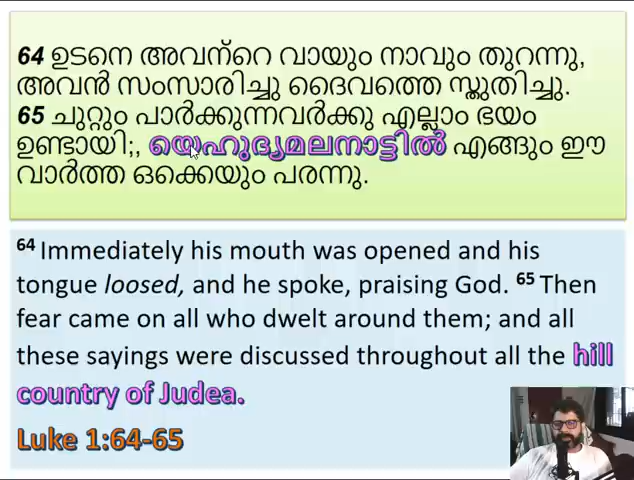 64 ഉടനെ അവന്റെ വായും നാവും തുറന്നു,
അവൻ സംസാരിച്ചു ദൈവത്തെ സ്തുതിച്ചു.
65 ചുറ്റും പാർക്കുന്നവർക്കു എല്ലാം ഭയം
ഉണ്ടായി;, യെഹൂദ്യമലനാട്ടിൽ എങ്ങും ഈ
വാർത്ത ഒക്കെയും പരന്നു.
64 Immediately his mouth was opened and his
tongue loosed, and he spoke, praising God. 65 Then
fear came on all who dwelt around them; and all
these sayings were discussed throughout all the hill
country of Judea.
Luke 1:64-65